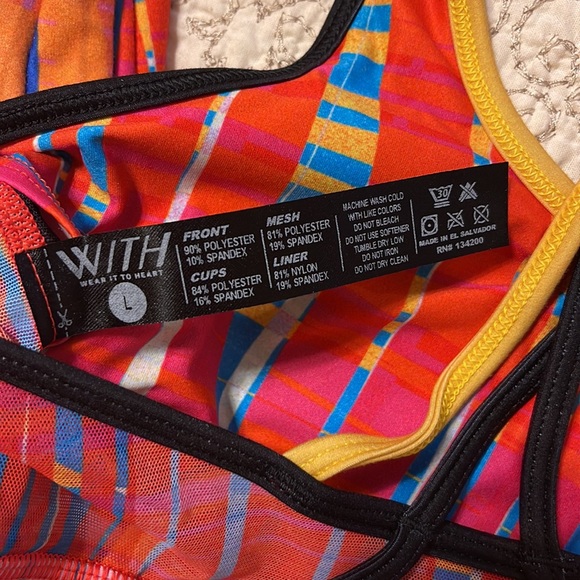 WITH
WEAR IT TO HEART
L
FRONT
90% POLYESTER
10% SPANDEX
CUPS
84% POLYESTER
16% SPANDEX
MESH
81% POLYESTER
19% SPANDEX
LINER
81% NYLON
19% SPANDEX
MACHINE WASH COLD
WITH LIKE COLORS
DO NOT BLEACH
DO NOT USE SOFTENER
TUMBLE DRY LOW
DO NOT IRON
DO NOT DRY CLEAN
30
MADE IN EL SALVADOR
RN# 134200